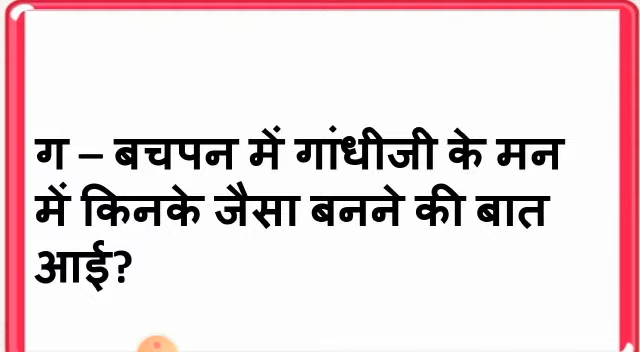 ग – बचपन में गांधीजी के मन
में किनके जैसा बनने की बात
आई?